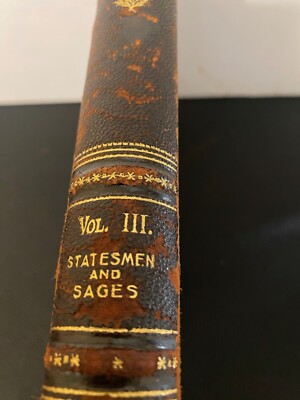 VOL. III.
STATESMEN
AND
SAGES